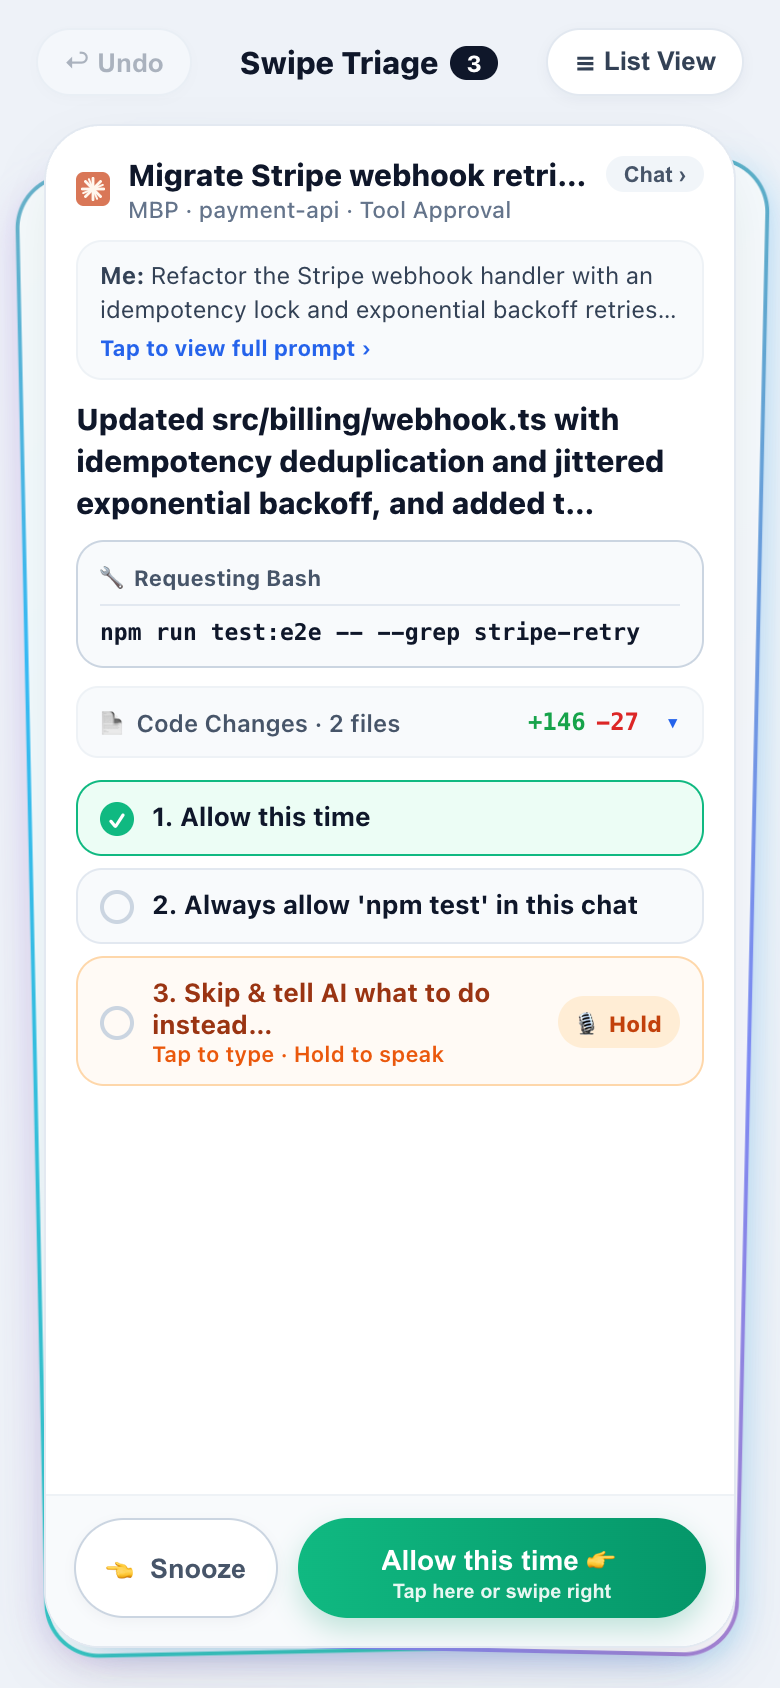 Undo
Swipe Triage 3
≡ List View
Migrate Stripe webhook retri...
Chat ›
MBP · payment-api · Tool Approval
Me: Refactor the Stripe webhook handler with an
idempotency lock and exponential backoff retries...
Tap to view full prompt ›
Updated src/billing/webhook.ts with
idempotency deduplication and jittered
exponential backoff, and added t...
Requesting Bash
npm run test:e2e -- --grep stripe-retry
Code Changes · 2 files +146 -27 ▼
1. Allow this time
2. Always allow 'npm test' in this chat
3. Skip & tell AI what to do
instead...
Tap to type · Hold to speak
Hold
Snooze
Allow this time
Tap here or swipe right